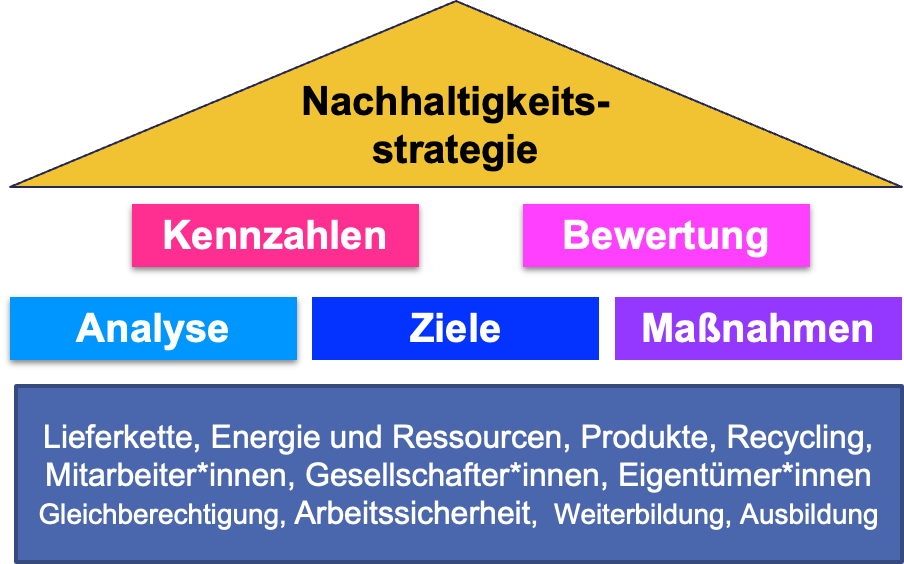 Nachhaltigkeits-
strategie
Kennzahlen
Bewertung
Analyse
Ziele
Maßnahmen
Lieferkette, Energie und Ressourcen, Produkte, Recycling,
Mitarbeiter*innen, Gesellschafter*innen, Eigentümer*innen
Gleichberechtigung, Arbeitssicherheit, Weiterbildung, Ausbildung